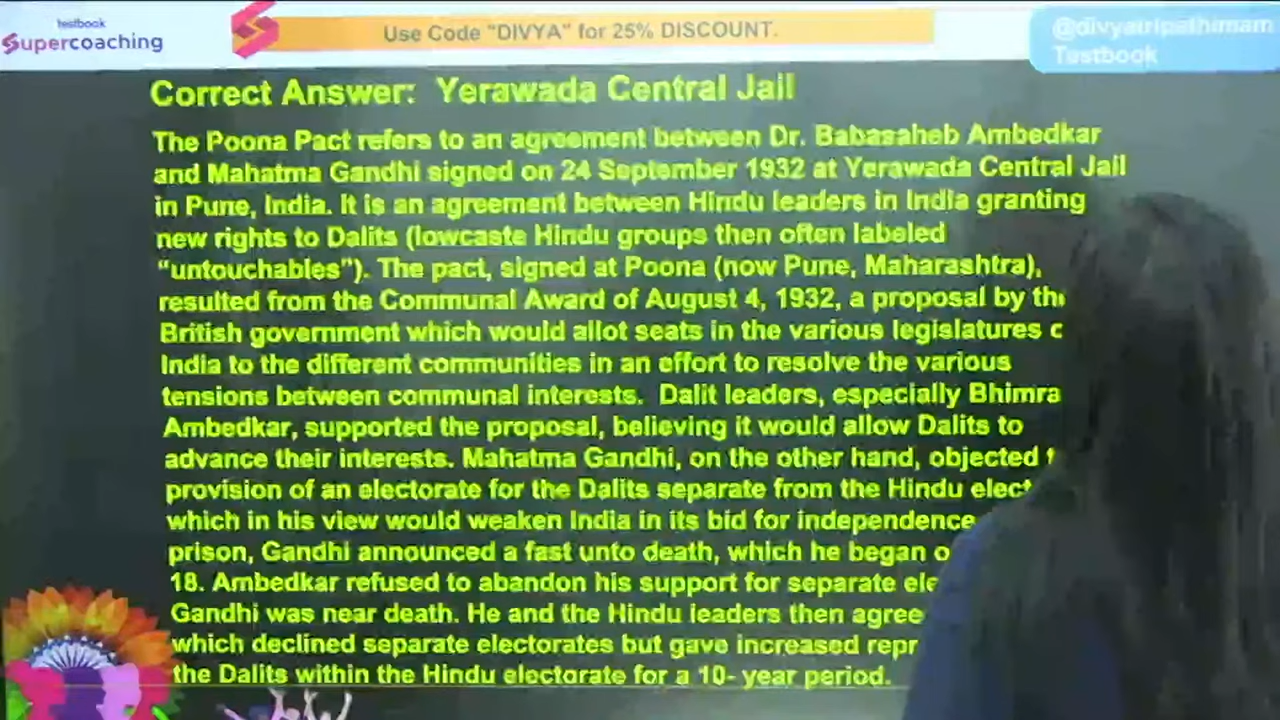 testbook
Supercoaching
Use Code "DIVYA" for 25% DISCOUNT.
@divyatripathimam
Testbook
Correct Answer: Yerawada Central Jail
The Poona Pact refers to an agreement between Dr. Babasaheb Ambedkar
and Mahatma Gandhi signed on 24 September 1932 at Yerawada Central Jail
in Pune, India. It is an agreement between Hindu leaders in India granting
new rights to Dalits (lowcaste Hindu groups then often labeled
“untouchables”). The pact, signed at Poona (now Pune, Maharashtra),
resulted from the Communal Award of August 4, 1932, a proposal by the
British government which would allot seats in the various legislatures
India to the different communities in an effort to resolve the various
tensions between communal interests. Dalit leaders, especially Bhimra
Ambedkar, supported the proposal, believing it would allow Dalits to
advance their interests. Mahatma Gandhi, on the other hand, objected
provision of an electorate for the Dalits separate from the Hindu elect
which in his view would weaken India in its bid for independence
prison, Gandhi announced a fast unto death, which he began o
18. Ambedkar refused to abandon his support for separate ele
Gandhi was near death. He and the Hindu leaders then agree
which declined separate electorates but gave increased repr
the Dalits within the Hindu electorate for a 10- year period.